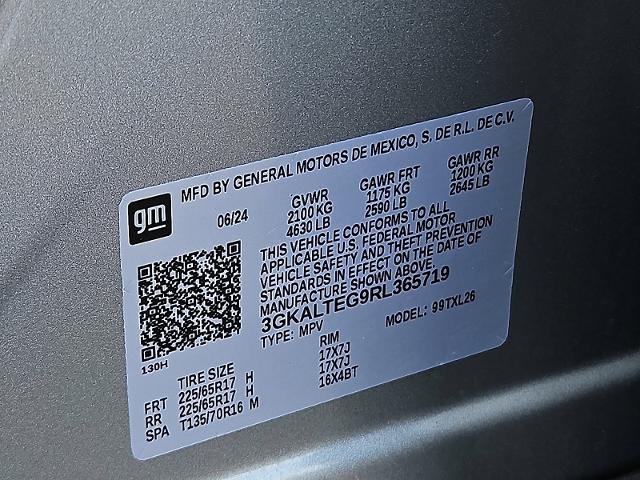 gm
MFD BY GENERAL MOTORS DE MEXICO, S. DE R.L. DE C.V.
06/24 GVWR GAWR FRT GAWR RR
2100 KG 1175 KG 1200 KG
4630 LB 2590 LB 2645 LB
THIS VEHICLE CONFORMS TO ALL
APPLICABLE U.S. FEDERAL MOTOR
VEHICLE SAFETY AND THEFT PREVENTION
STANDARDS IN EFFECT ON THE DATE OF
MANUFACTURE SHOWN ABOVE.
3GKALTEG9RL365719
TYPE: MPV MODEL: 99TXL26
130H
TIRE SIZE RIM
FRT 225/65R17 H 17X7J
RR 225/65R17 H 17X7J
SPA T135/70R16 M 16X4BT